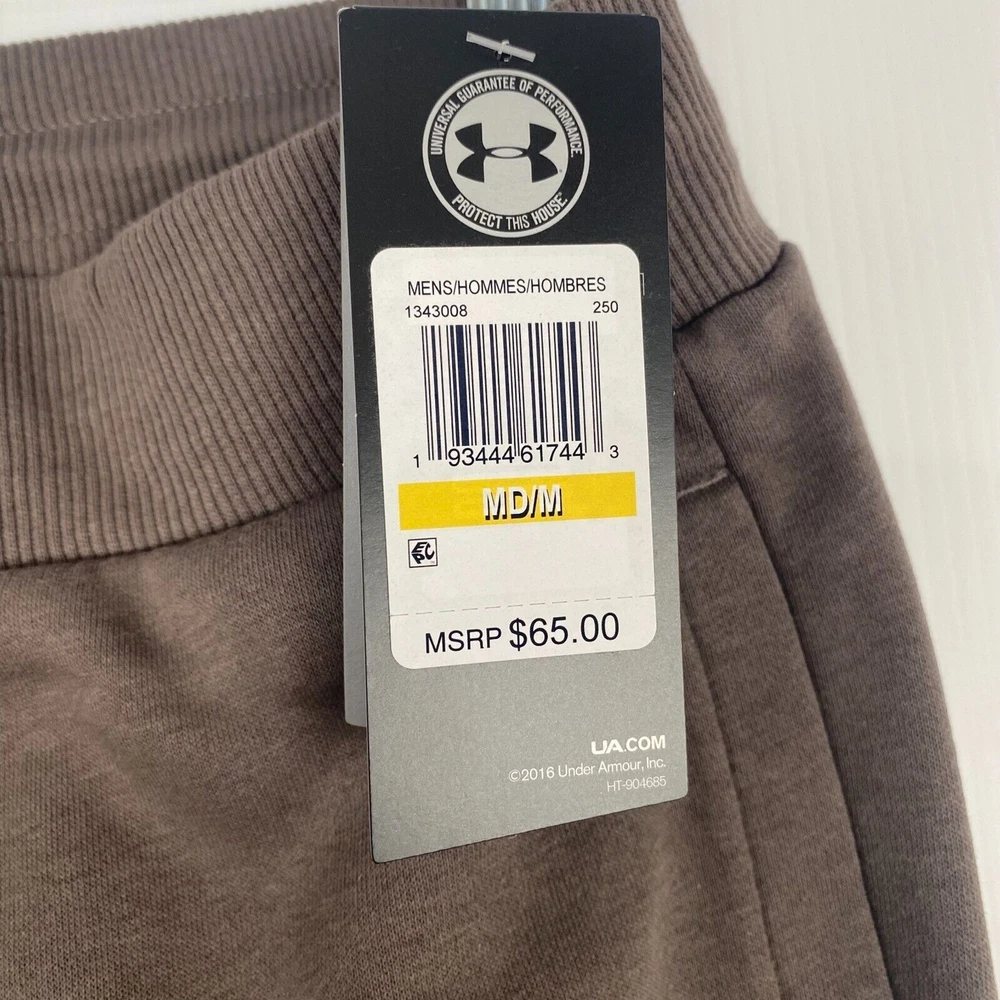 UNIVERSAL GUARANTEE OF PERFORMANCE.
PROTECT THIS HOUSE
MENS/HOMMES/HOMBRES
1343008 250
1 93444 61744 3
MD/M
EPC
MSRP $65.00
UA.COM
©2016 Under Armour, Inc.
HT-904685